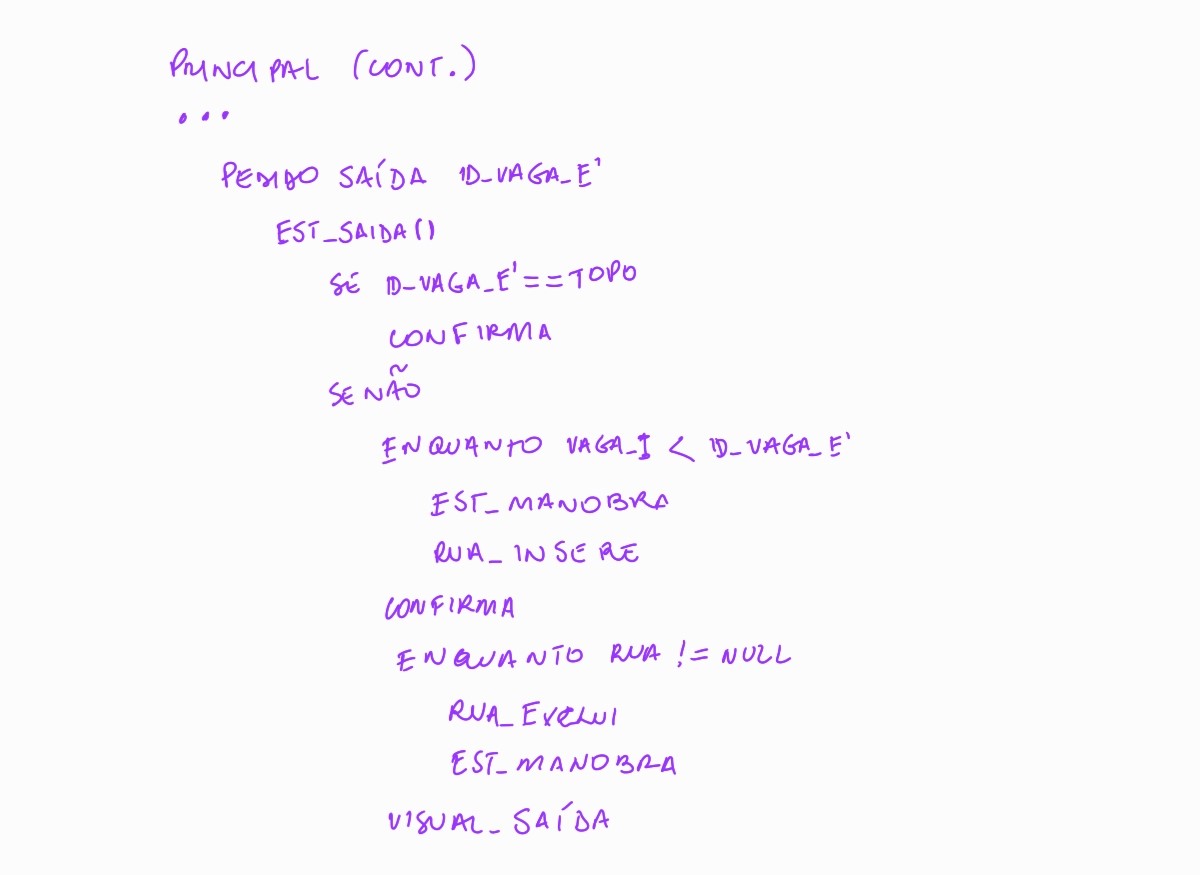 PRINCIPAL (CONT.)
...
PEDIDO SAÍDA ID_VAGA_E'
EST_SAIDA()
SE ID_VAGA_E'==TOPO
CONFIRMA
SENÃO
ENQUANTO VAGA_I < ID_VAGA_E'
EST_MANOBRA
RUA_INSERE
CONFIRMA
ENQUANTO RUA != NULL
RUA_EXCLUI
EST_MANOBRA
VISUAL_SAÍDA